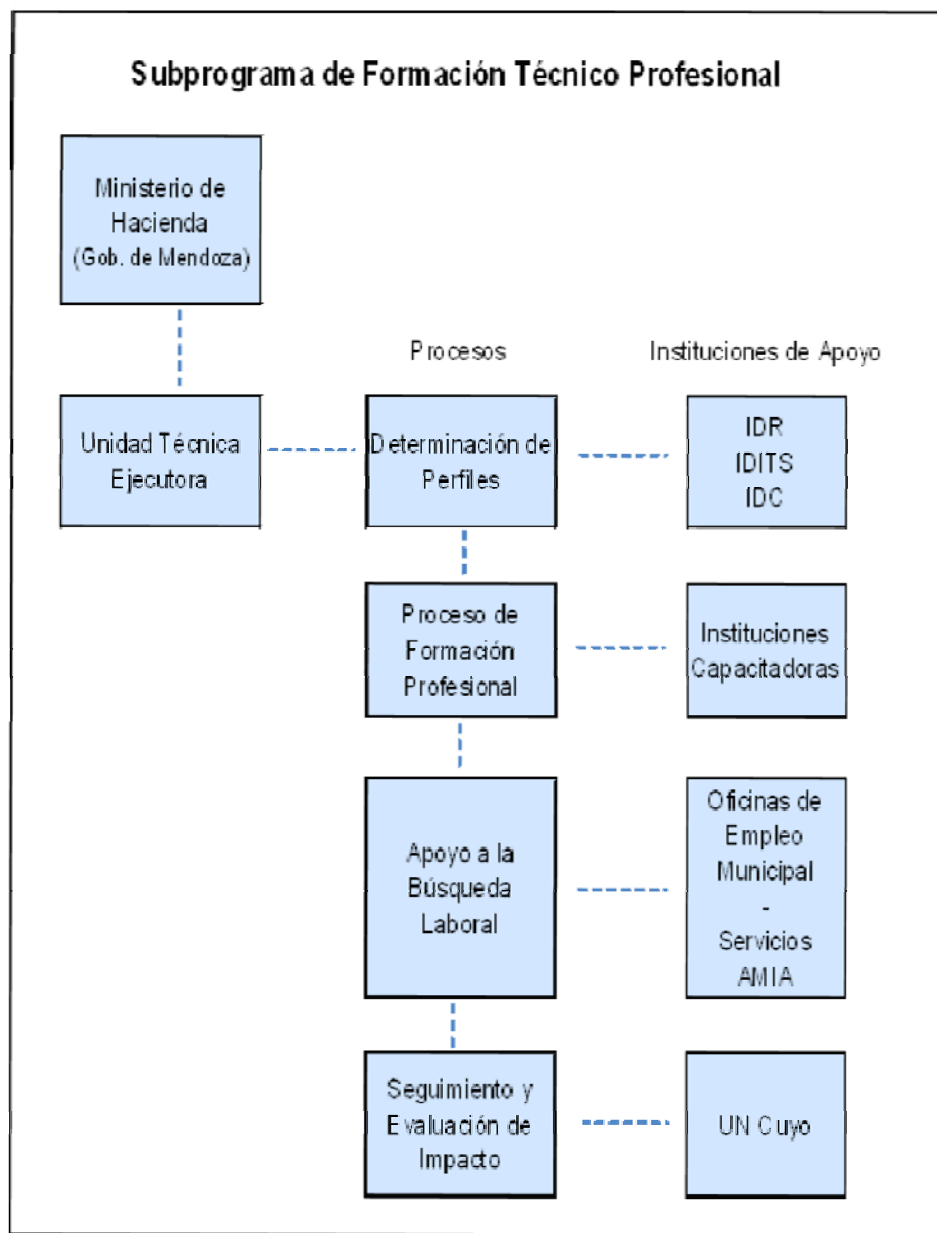 Subprograma de Formación Técnico Profesional
Ministerio de
Hacienda
(Gob. de Mendoza)
Procesos
Instituciones de Apoyo
Unidad Técnica
Ejecutora
Determinación de
Perfiles
IDR
IDITS
IDC
Proceso de
Formación
Profesional
Instituciones
Capacitadoras
Apoyo a la
Búsqueda
Laboral
Oficinas de
Empleo
Municipal
-
Servicios
AMIA
Seguimiento y
Evaluación de
Impacto
UN Cuyo